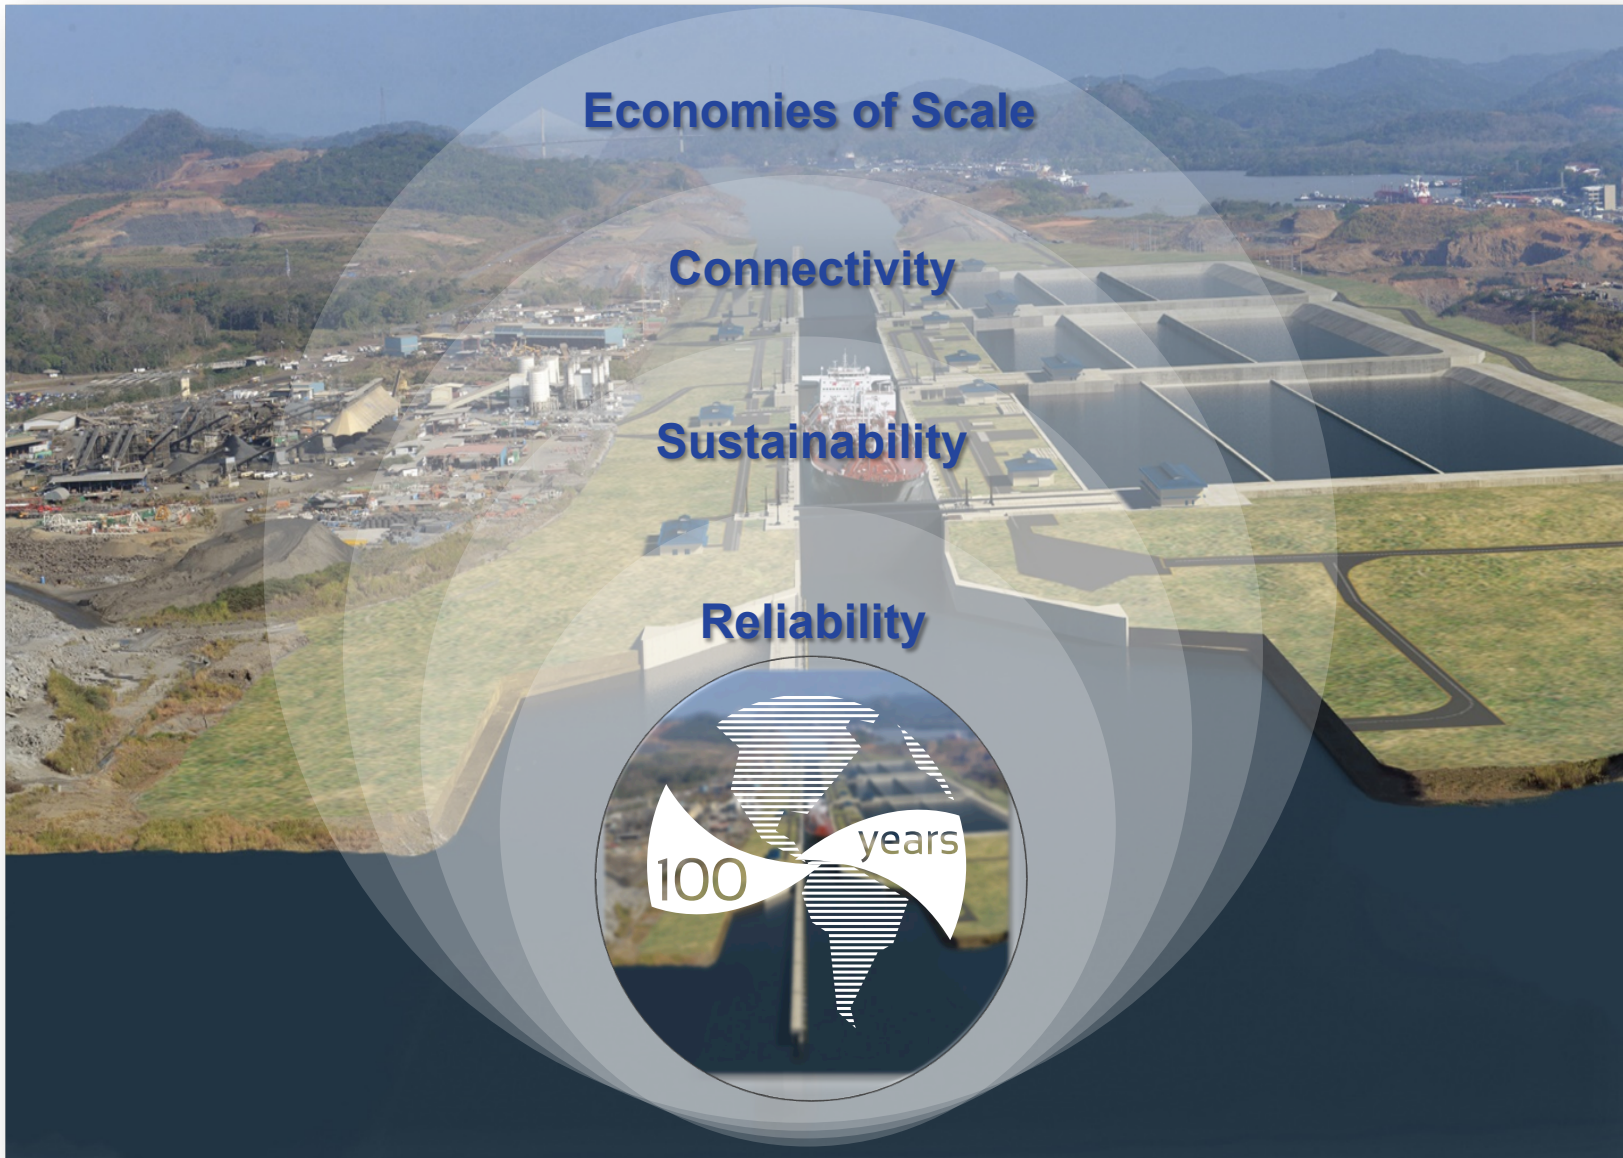 Economies of Scale
Connectivity
Sustainability
Reliability
100 years